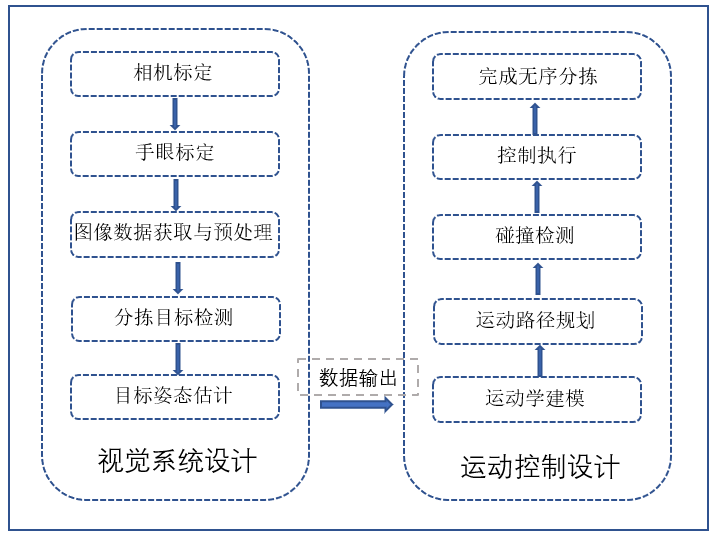 相机标定
手眼标定
图像数据获取与预处理
分拣目标检测
目标姿态估计
视觉系统设计
数据输出
完成无序分拣
控制执行
碰撞检测
运动路径规划
运动学建模
运动控制设计